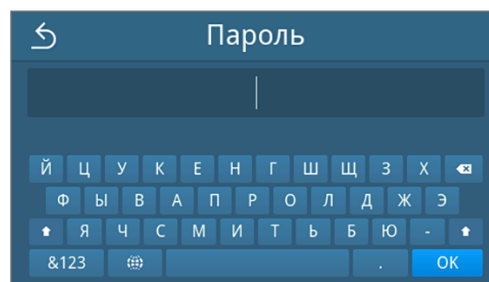 Пароль
Й Ц У К Е Н Г Ш Щ З Х
Ф Ы В А П Р О Л Д Ж Э
Я Ч С М И Т Ь Б Ю -
&123 . OK